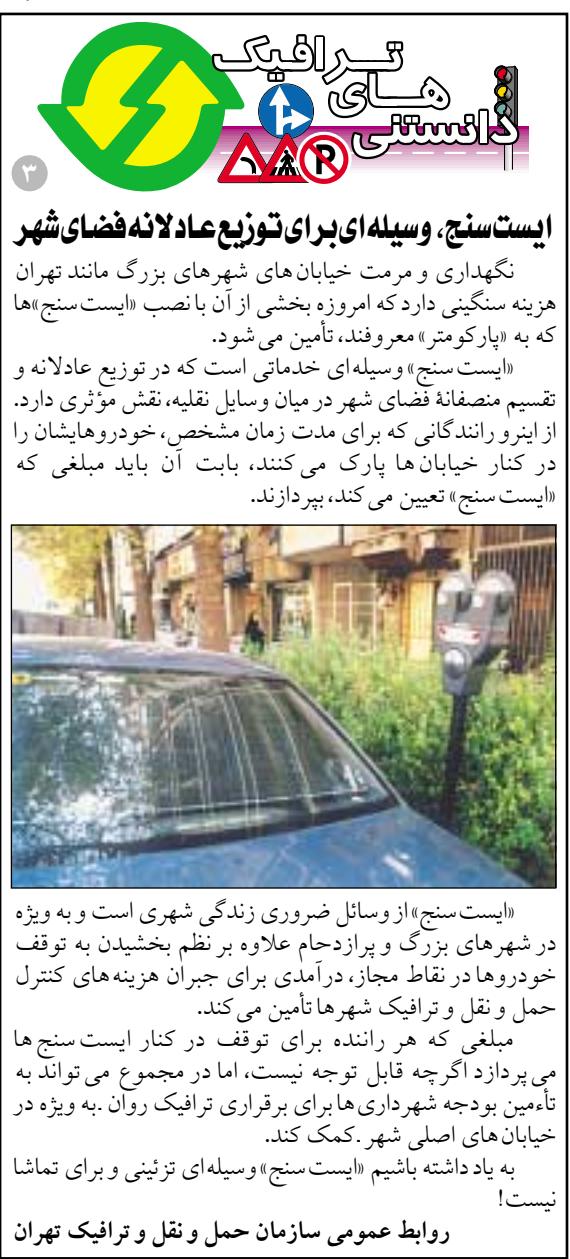 دانستنی
های
ترافیک
P
۳
ایست‌سنج، وسیله‌ای برای توزیع عادلانه فضای شهر
نگهداری و مرمت خیابان‌های شهرهای بزرگ مانند تهران
هزینه سنگینی دارد که امروزه بخشی از آن با نصب «ایست‌سنج»ها
که به «پارکومتر» معروفند، تأمین می‌شود.
«ایست‌سنج» وسیله‌ای خدماتی است که در توزیع عادلانه و
تقسیم منصفانهٔ فضای شهر در میان وسایل نقلیه، نقش مؤثری دارد.
از اینرو رانندگانی که برای مدت زمان مشخص، خودروهایشان را
در کنار خیابان‌ها پارک می‌کنند، بابت آن باید مبلغی که
«ایست‌سنج» تعیین می‌کند، بپردازند.
«ایست‌سنج» از وسائل ضروری زندگی شهری است و به ویژه
در شهرهای بزرگ و پرازدحام علاوه بر نظم بخشیدن به توقف
خودروها در نقاط مجاز، درآمدی برای جبران هزینه‌های کنترل
حمل و نقل و ترافیک شهرها تأمین می‌کند.
مبلغی که هر راننده برای توقف در کنار ایست‌سنج‌ها
می‌پردازد اگرچه قابل توجه نیست، اما در مجموع می‌تواند به
تأمین بودجه شهرداری‌ها برای برقراری ترافیک روان .به ویژه در
خیابان‌های اصلی شهر .کمک کند.
به یاد داشته باشیم «ایست‌سنج» وسیله‌ای تزئینی و برای تماشا
نیست!
روابط عمومی سازمان حمل و نقل و ترافیک تهران